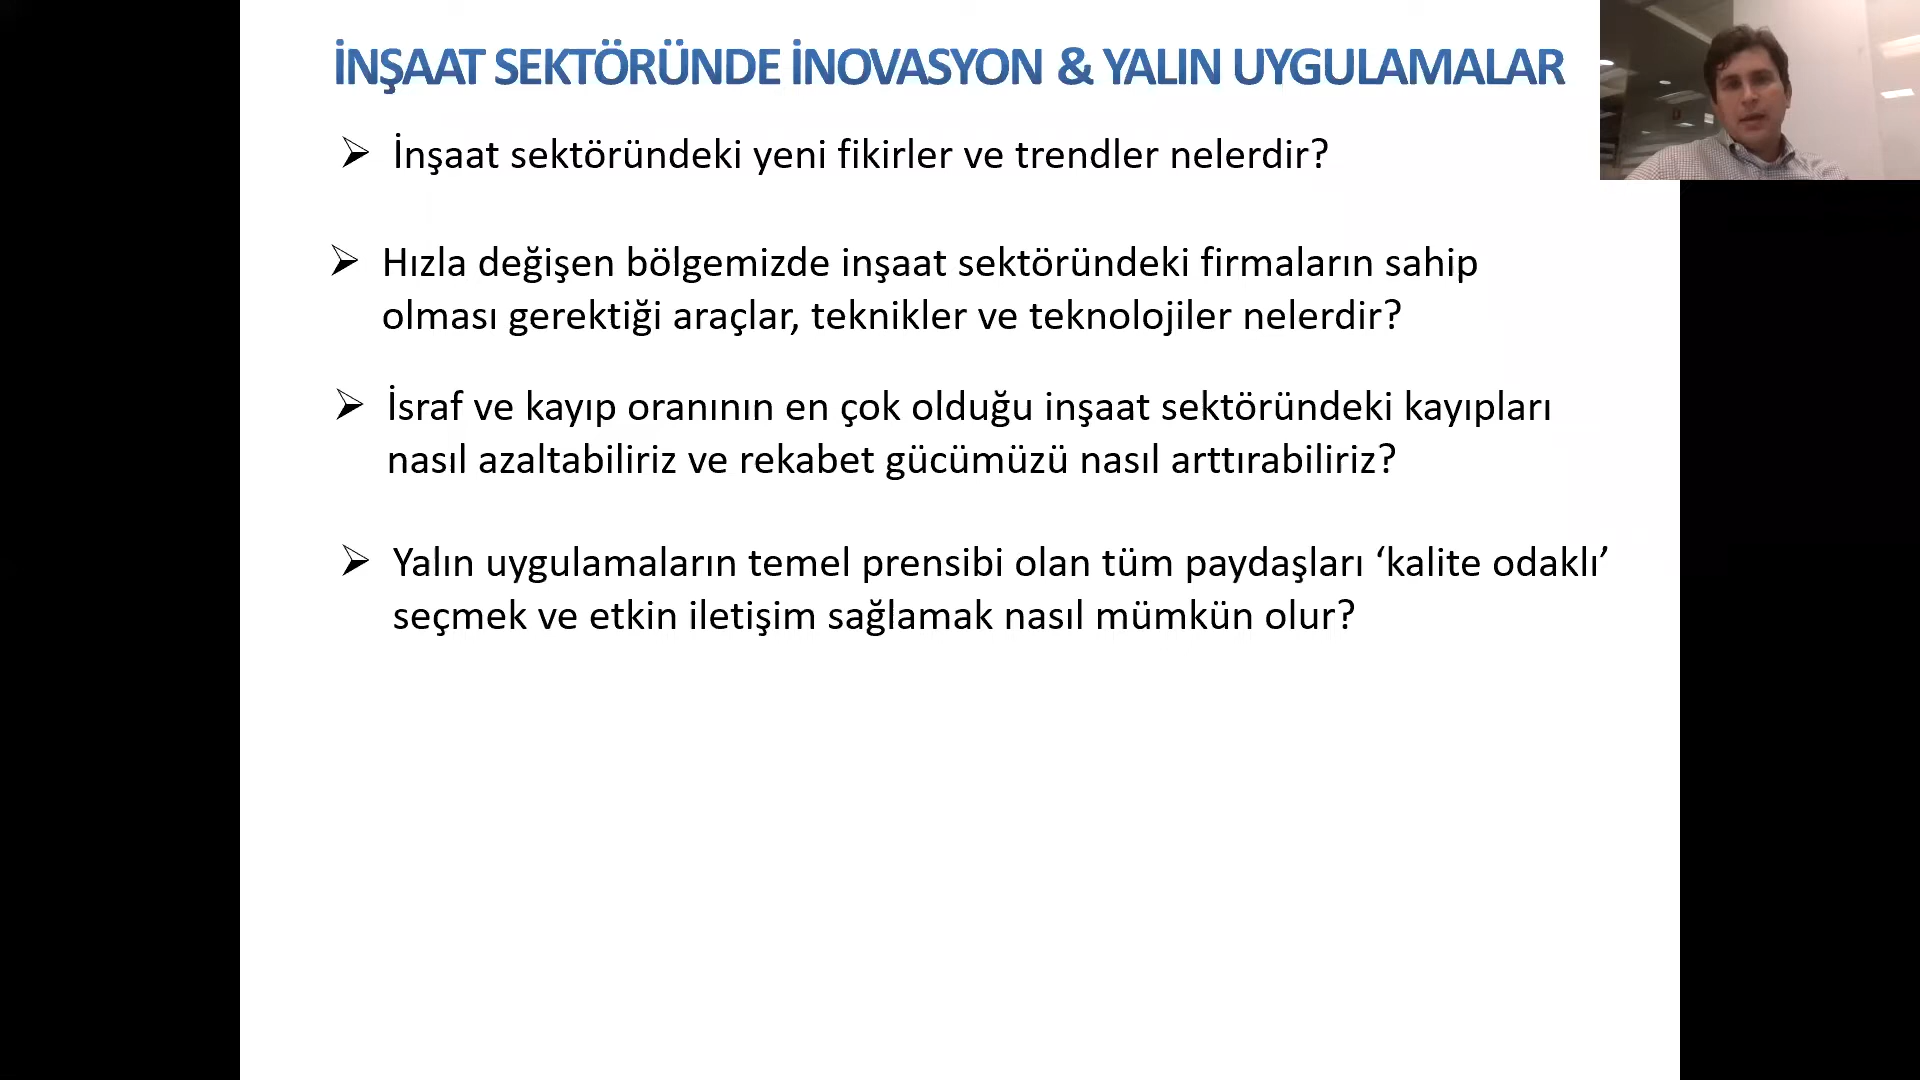 İNŞAAT SEKTÖRÜNDE İNOVASYON & YALIN UYGULAMALAR
➢ İnşaat sektöründeki yeni fikirler ve trendler nelerdir?
➢ Hızla değişen bölgemizde inşaat sektöründeki firmaların sahip
olması gerektiği araçlar, teknikler ve teknolojiler nelerdir?
➢ İsraf ve kayıp oranının en çok olduğu inşaat sektöründeki kayıpları
nasıl azaltabiliriz ve rekabet gücümüzü nasıl arttırabiliriz?
➢ Yalın uygulamaların temel prensibi olan tüm paydaşları ‘kalite odaklı’
seçmek ve etkin iletişim sağlamak nasıl mümkün olur?